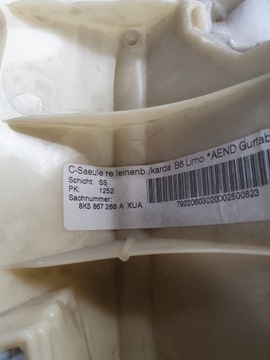 C-Saeule re leinenb./karda B8 Limo *AEND Gurtab
Schicht: SS
PK: 1252
Sachnummer:
8K5 867 288 A XUA
79220603020002500823